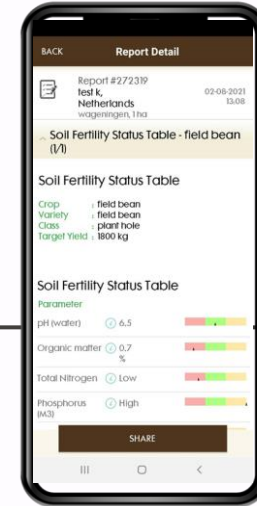 BACK Report Detail
Report #272319
test k, 02-08-2021
Netherlands 13:08
wageningen, 1 ha
Soil Fertility Status Table - field bean
(1/1)
Soil Fertility Status Table
Crop : field bean
Variety : field bean
Class : plant hole
Target Yield : 1800 kg
Soil Fertility Status Table
Parameter
pH (water) i 6.5
Organic matter i 0.7
%
Total Nitrogen i Low
Phosphorus i High
(M3)
SHARE